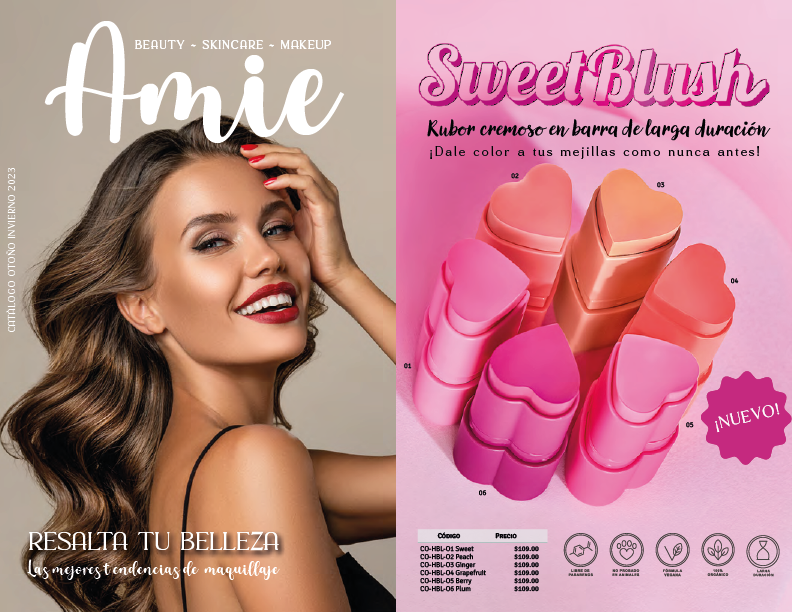 BEAUTY ~ SKINCARE ~ MAKEUP
Amie
CATÁLOGO OTOÑO INVIERNO 2023
RESALTA TU BELLEZA
Las mejores tendencias de maquillaje
SweetBlush
Rubor cremoso en barra de larga duración
¡Dale color a tus mejillas como nunca antes!
02
03
04
01
05
06
¡NUEVO!
CÓDIGO PRECIO
CO-HBL-01 Sweet $109.00
CO-HBL-02 Peach $109.00
CO-HBL-03 Ginger $109.00
CO-HBL-04 Grapefruit $109.00
CO-HBL-05 Berry $109.00
CO-HBL-06 Plum $109.00
LIBRE DE
PARABENOS
NO PROBADO
EN ANIMALES
FÓRMULA
VEGANA
100%
ORGÁNICO
LARGA
DURACIÓN